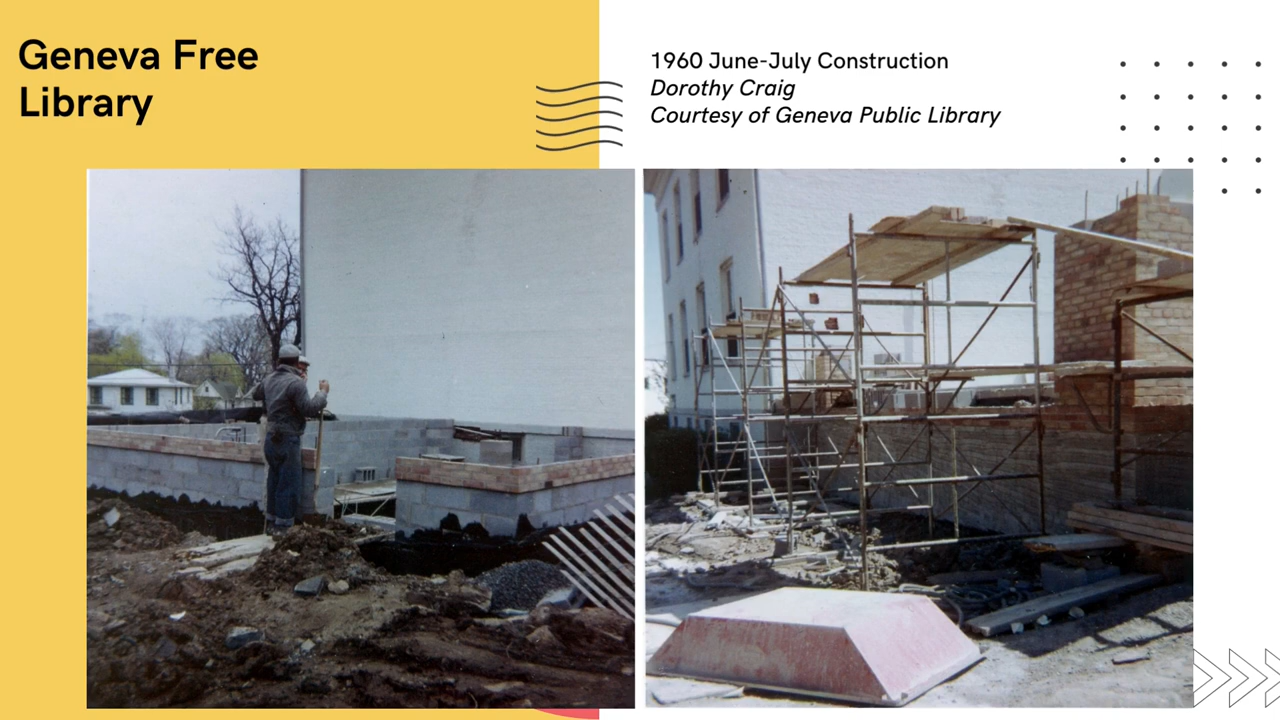 Geneva Free
Library
1960 June-July Construction
Dorothy Craig
Courtesy of Geneva Public Library